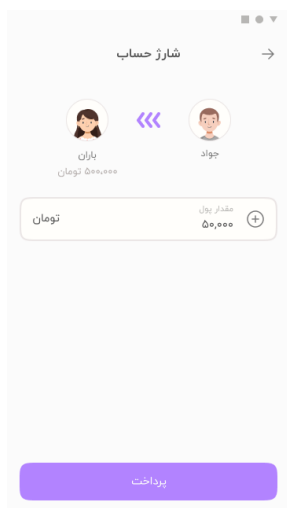 شارژ حساب
جواد
باران
۵۰۰,۰۰۰ تومان
مقدار پول
۵۰,۰۰۰
تومان
پرداخت